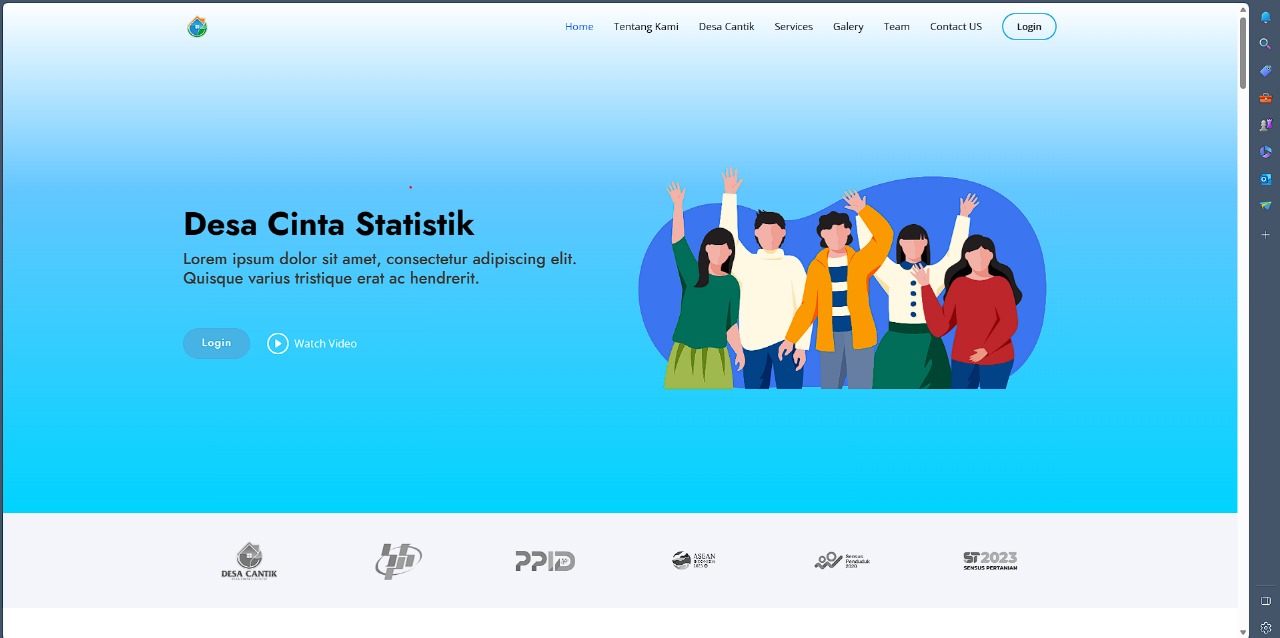 Home Tentang Kami Desa Cantik Services Galery Team Contact US Login
Desa Cinta Statistik
Lorem ipsum dolor sit amet, consectetur adipiscing elit.
Quisque varius tristique erat ac hendrerit.
Login Watch Video
DESA CANTIK
PPID
ASEAN
INDONESIA
2023
Sensus
Penduduk
2020
ST2023
SENSUS PERTANIAN